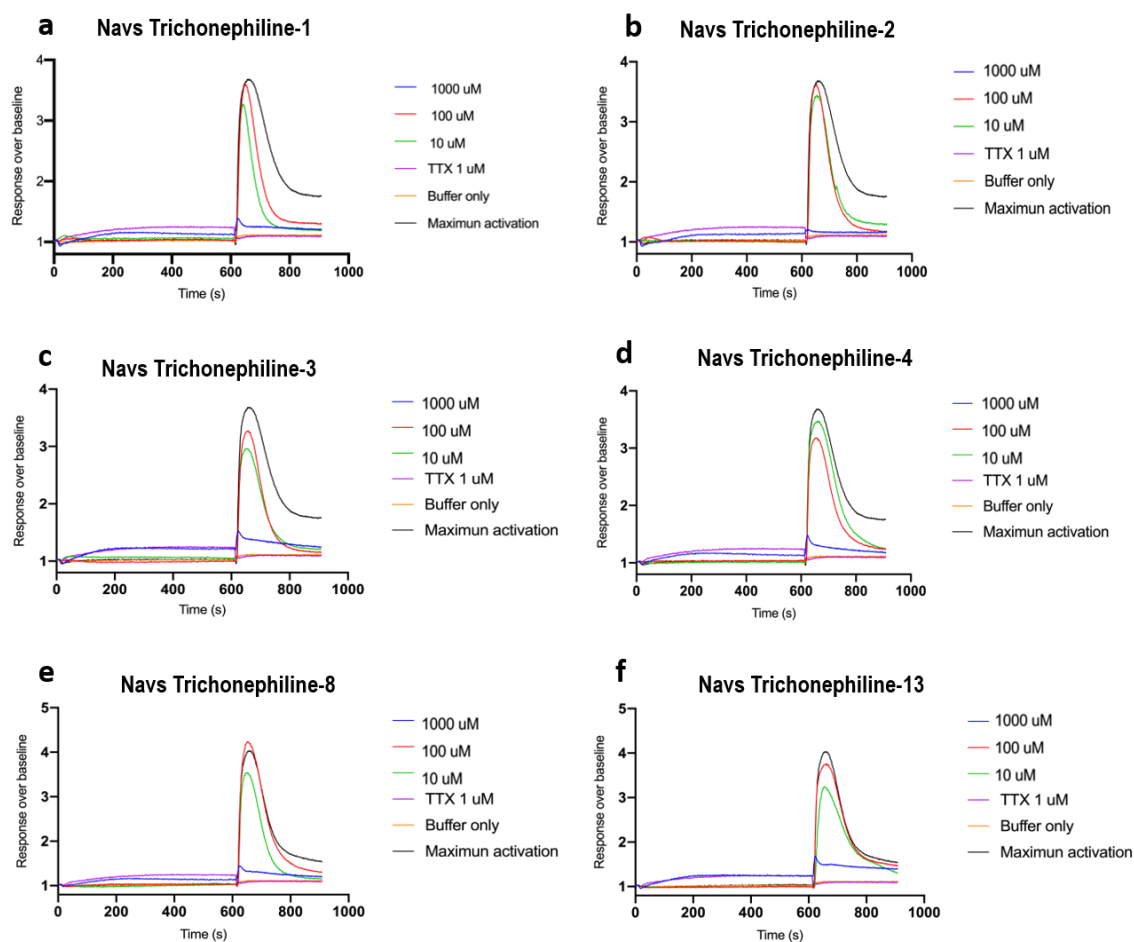 a
Navs Trichonephiline-1
4
3
2
1
Response over baseline
0
200
400
600
800
1000
Time (s)
1000 uM
100 uM
10 uM
TTX 1 uM
Buffer only
Maximun activation
b
Navs Trichonephiline-2
4
3
2
1
Response over baseline
0
200
400
600
800
1000
Time (s)
1000 uM
100 uM
10 uM
TTX 1 uM
Buffer only
Maximun activation
c
Navs Trichonephiline-3
4
3
2
1
Response over baseline
0
200
400
600
800
1000
Time (s)
1000 uM
100 uM
10 uM
TTX 1 uM
Buffer only
Maximun activation
d
Navs Trichonephiline-4
4
3
2
1
Response over baseline
0
200
400
600
800
1000
Time (s)
1000 uM
100 uM
10 uM
TTX 1 uM
Buffer only
Maximun activation
e
Navs Trichonephiline-8
5
4
3
2
1
Response over baseline
0
200
400
600
800
1000
Time (s)
1000 uM
100 uM
10 uM
TTX 1 uM
Buffer only
Maximun activation
f
Navs Trichonephiline-13
5
4
3
2
1
Response over baseline
0
200
400
600
800
1000
Time (s)
1000 uM
100 uM
10 uM
TTX 1 uM
Buffer only
Maximun activation